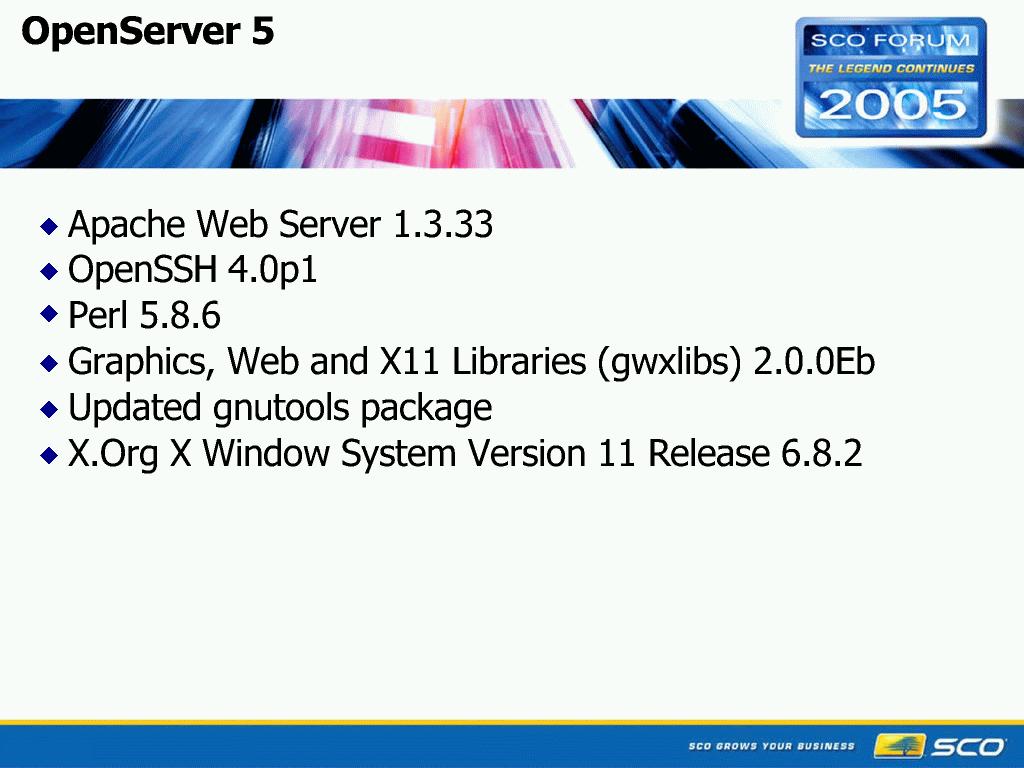 OpenServer 5
SCO FORUM
THE LEGEND CONTINUES
2005
Apache Web Server 1.3.33
OpenSSH 4.0p1
Perl 5.8.6
Graphics, Web and X11 Libraries (gwxlibs) 2.0.0Eb
Updated gnutools package
X.Org X Window System Version 11 Release 6.8.2
SCO GROWS YOUR BUSINESS
SCO